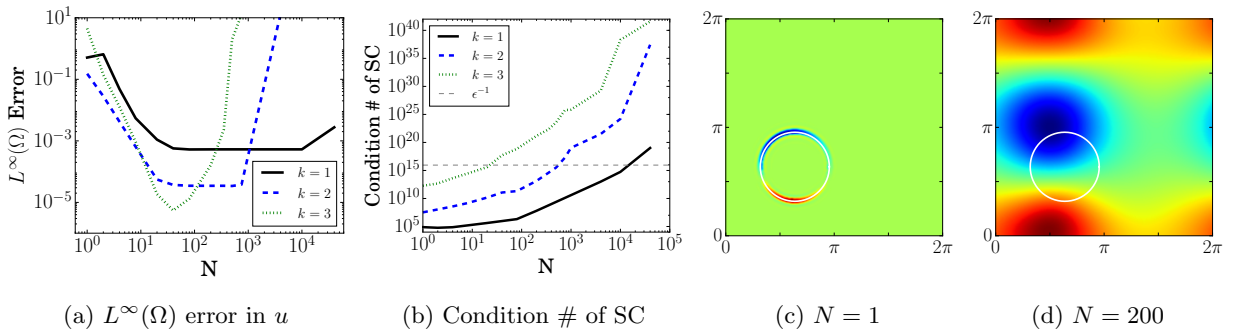 10^1
10^-1
10^-3
10^-5
L^∞(Ω) Error
10^0
10^1
10^2
10^3
10^4
N
k = 1
k = 2
k = 3
10^40
10^35
10^30
10^25
10^20
10^15
10^10
10^5
Condition # of SC
k = 1
k = 2
k = 3
ϵ^-1
10^0
10^1
10^2
10^3
10^4
10^5
N
2π
π
0
0
π
2π
2π
π
0
0
π
2π
(a) L^∞(Ω) error in u
(b) Condition # of SC
(c) N = 1
(d) N = 200